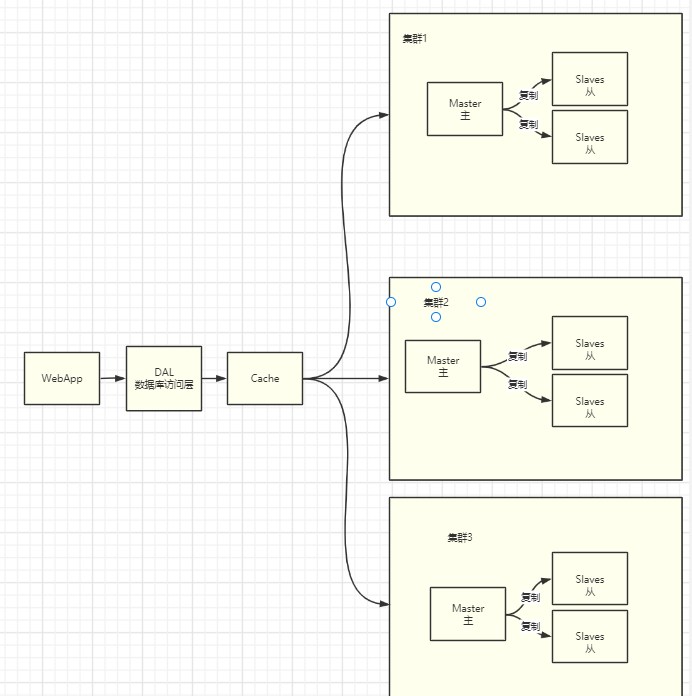 集群1
Master
主
复制
复制
Slaves
从
Slaves
从
WebApp
DAL
数据库访问层
Cache
集群2
Master
主
复制
复制
Slaves
从
Slaves
从
集群3
Master
主
复制
复制
Slaves
从
Slaves
从